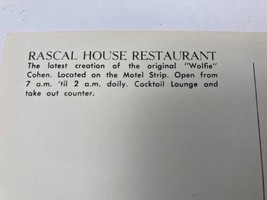 RASCAL HOUSE RESTAURANT
The latest creation of the original "Wolfie"
Cohen. Located on the Motel Strip. Open from
7 a.m. 'til 2 a.m. daily. Cocktail Lounge and
take out counter.